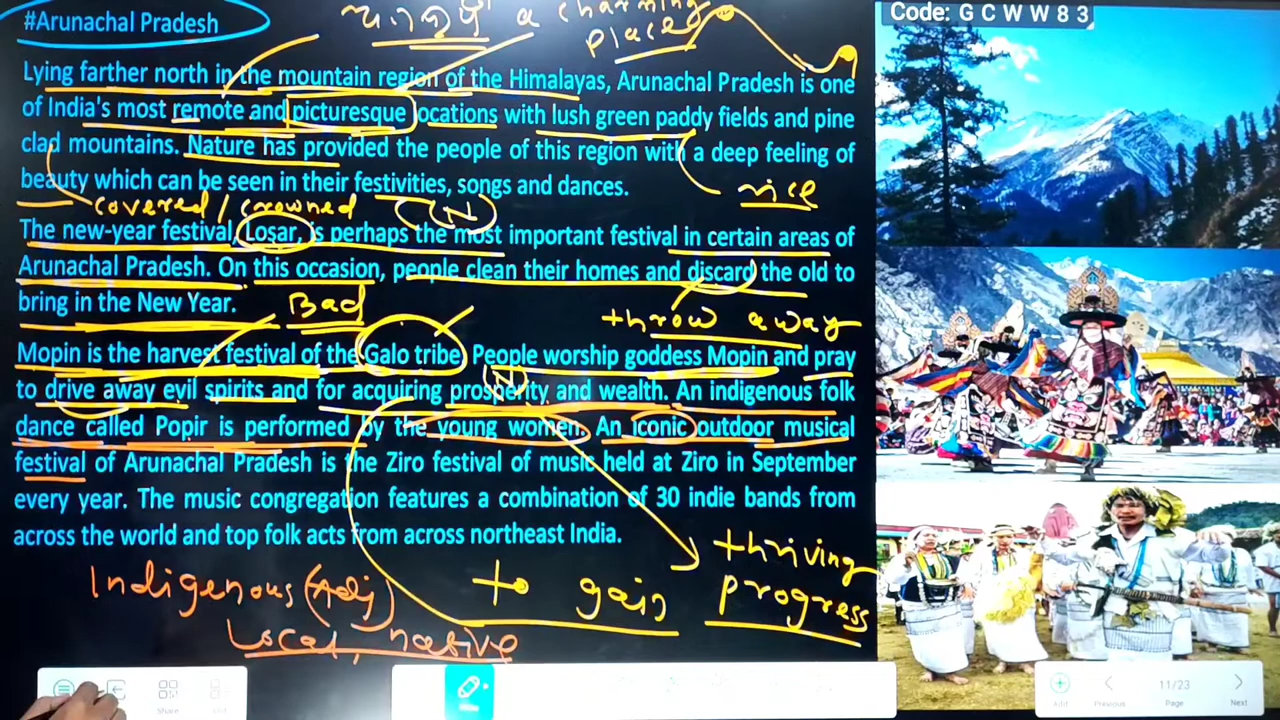 Code: G C W W 8 3
#Arunachal Pradesh
a charming
place
Lying farther north in the mountain region of the Himalayas, Arunachal Pradesh is one
of India's most remote and picturesque locations with lush green paddy fields and pine
clad mountains. Nature has provided the people of this region with a deep feeling of
beauty which can be seen in their festivities, songs and dances.
rice
covered / crowned
(N)
The new-year festival, Losar, is perhaps the most important festival in certain areas of
Arunachal Pradesh. On this occasion, people clean their homes and discard the old to
bring in the New Year.
Bad
throw away
Mopin is the harvest festival of the Galo tribe. People worship goddess Mopin and pray
to drive away evil spirits and for acquiring prosperity and wealth. An indigenous folk
(N)
dance called Popir is performed by the young women. An iconic outdoor musical
festival of Arunachal Pradesh is the Ziro festival of music held at Ziro in September
every year. The music congregation features a combination of 30 indie bands from
across the world and top folk acts from across northeast India.
thriving
Indigenous (Adj)
to gain
progress
Local, native
Share
Add
Previous
11/23
Page
Next